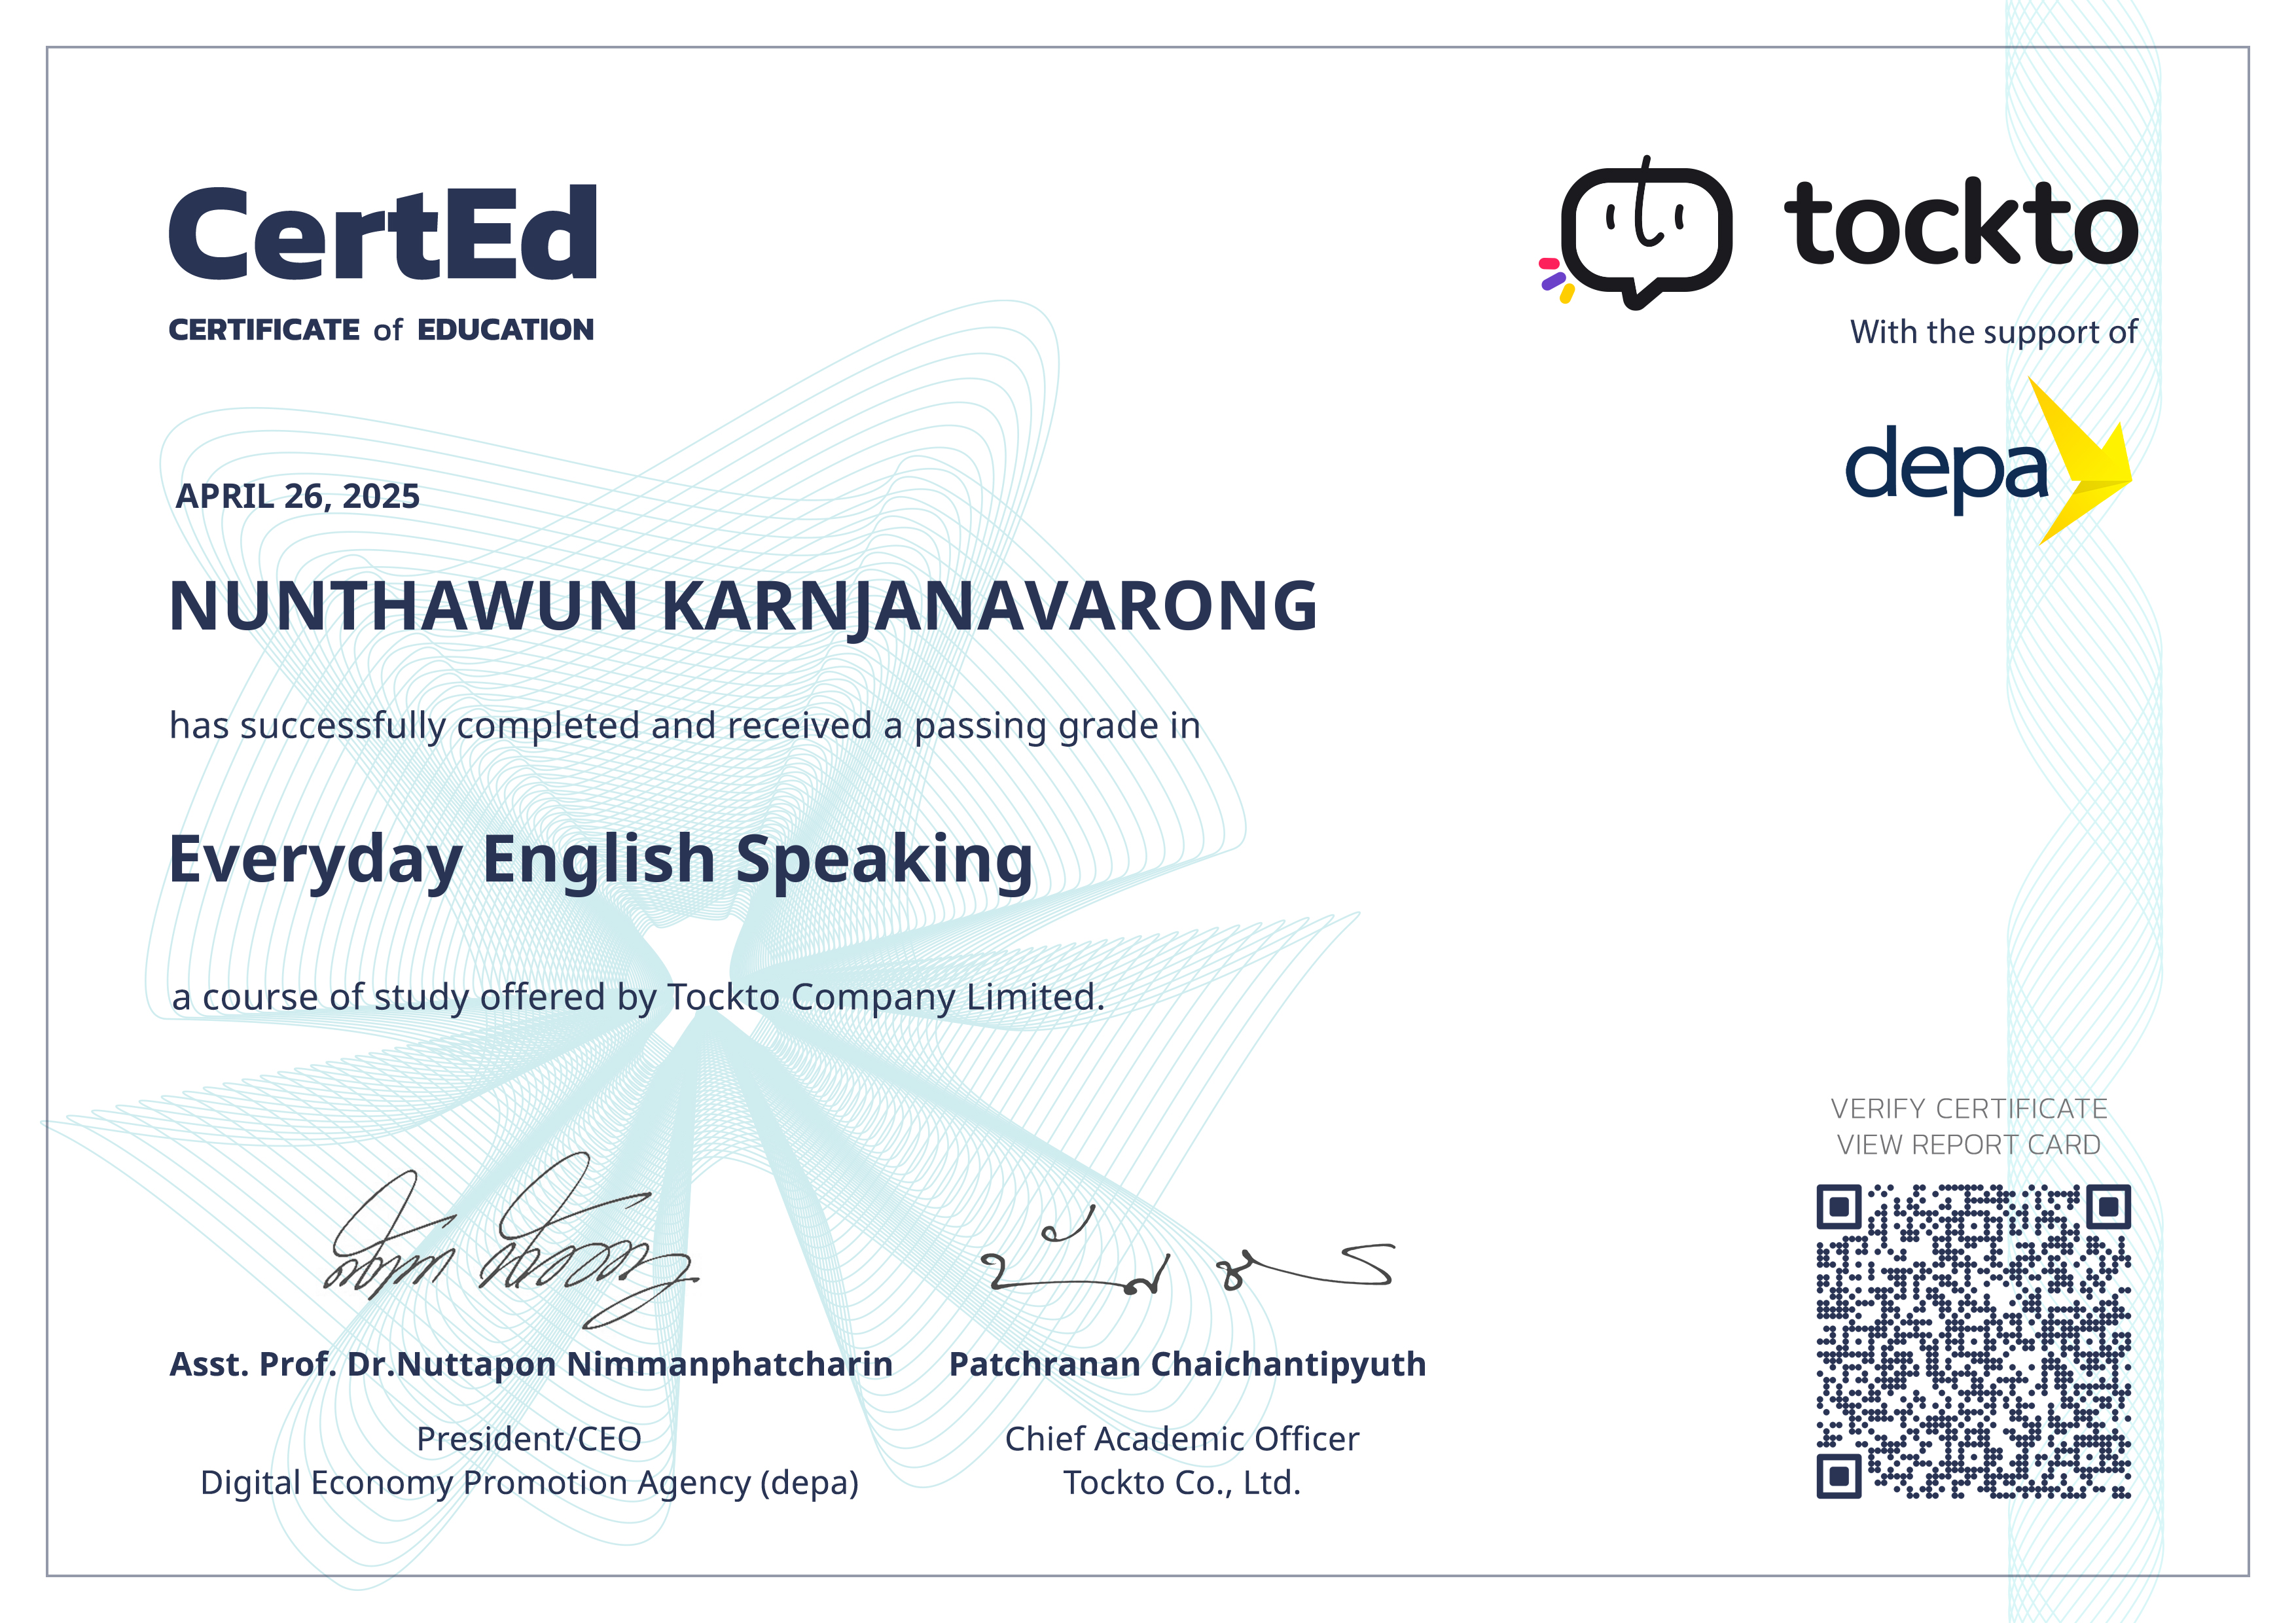 CertEd
CERTIFICATE of EDUCATION
tockto
With the support of
depa
APRIL 26, 2025
NUNTHAWUN KARNJANAVARONG
has successfully completed and received a passing grade in
Everyday English Speaking
a course of study offered by Tockto Company Limited.
VERIFY CERTIFICATE
VIEW REPORT CARD
Asst. Prof. Dr.Nuttapon Nimmanphatcharin
President/CEO
Digital Economy Promotion Agency (depa)
Patchranan Chaichantipyuth
Chief Academic Officer
Tockto Co., Ltd.